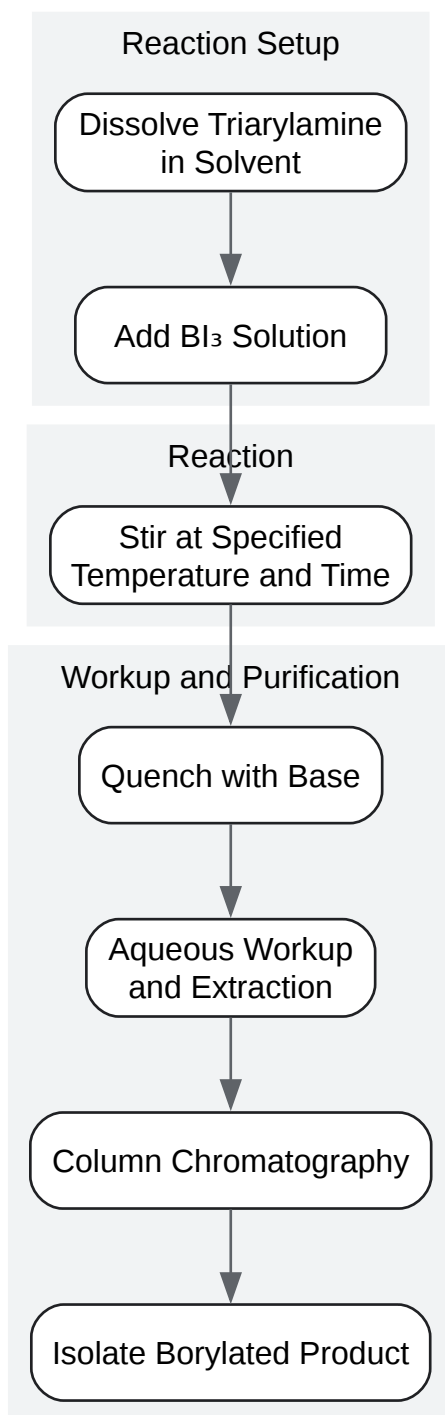 Reaction Setup
Dissolve Triarylamine
in Solvent
Add BI₃ Solution
Reaction
Stir at Specified
Temperature and Time
Workup and Purification
Quench with Base
Aqueous Workup
and Extraction
Column Chromatography
Isolate Borylated Product